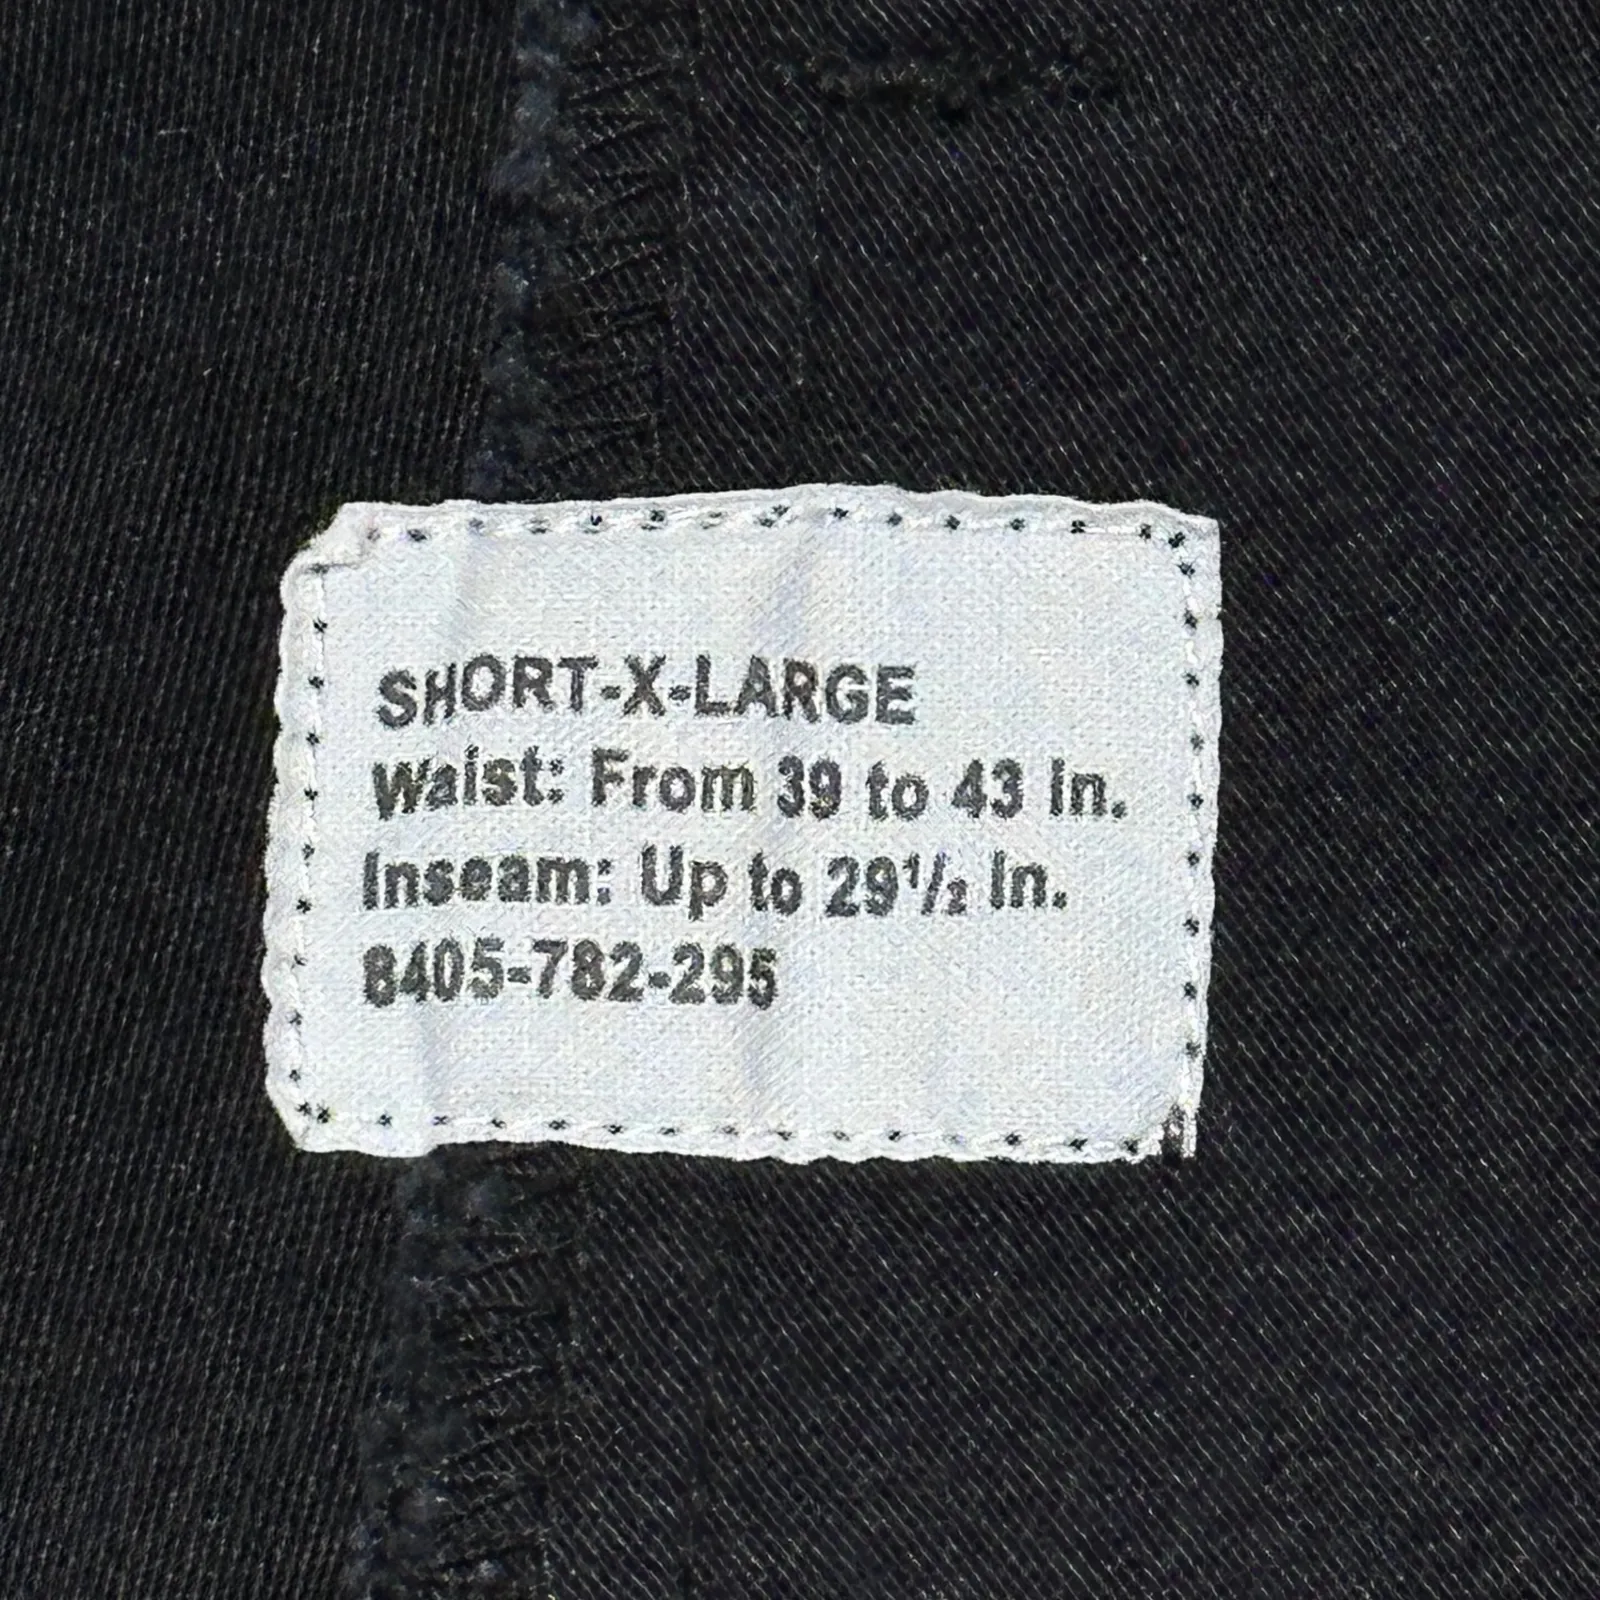 SHORT-X-LARGE
Waist: From 39 to 43 in.
Inseam: Up to 29½ in.
8405-782-295